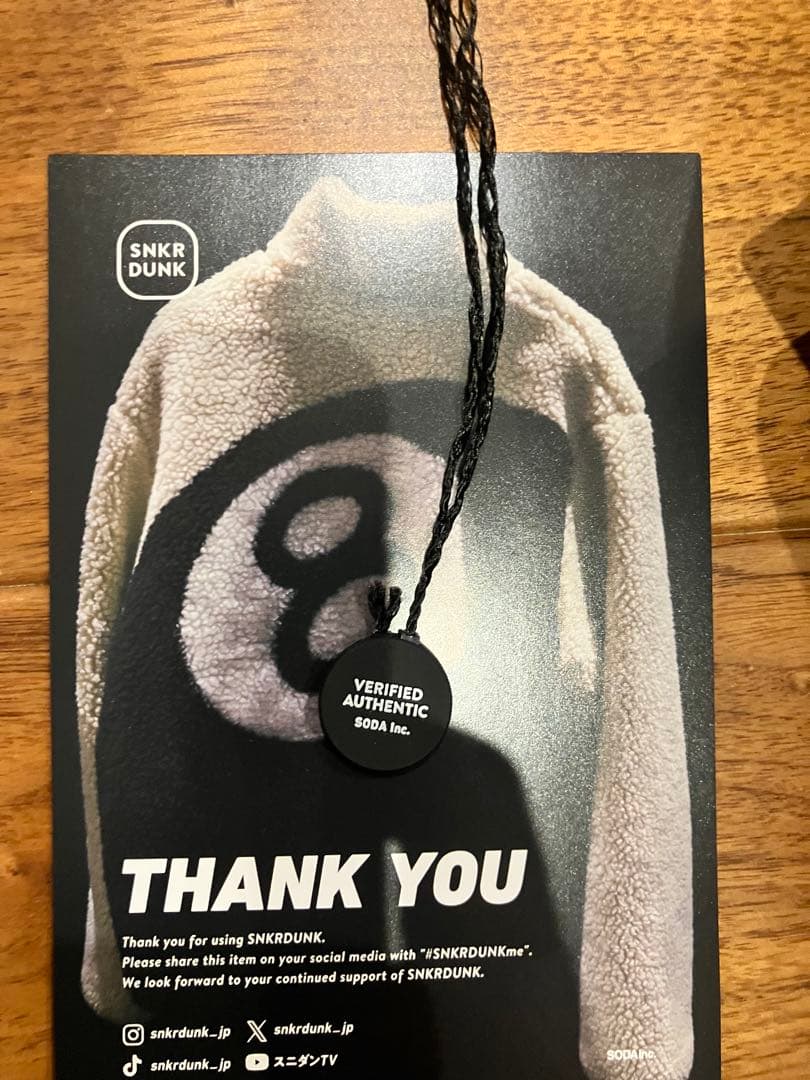 SNKR
DUNK
8
VERIFIED
AUTHENTIC
SODA Inc.
THANK YOU
Thank you for using SNKRDUNK.
Please share this item on your social media with "#SNKRDUNKme".
We look forward to your continued support of SNKRDUNK.
snkrdunk_jp snkrdunk_jp
snkrdunk_jp スニダンTV
SODA Inc.